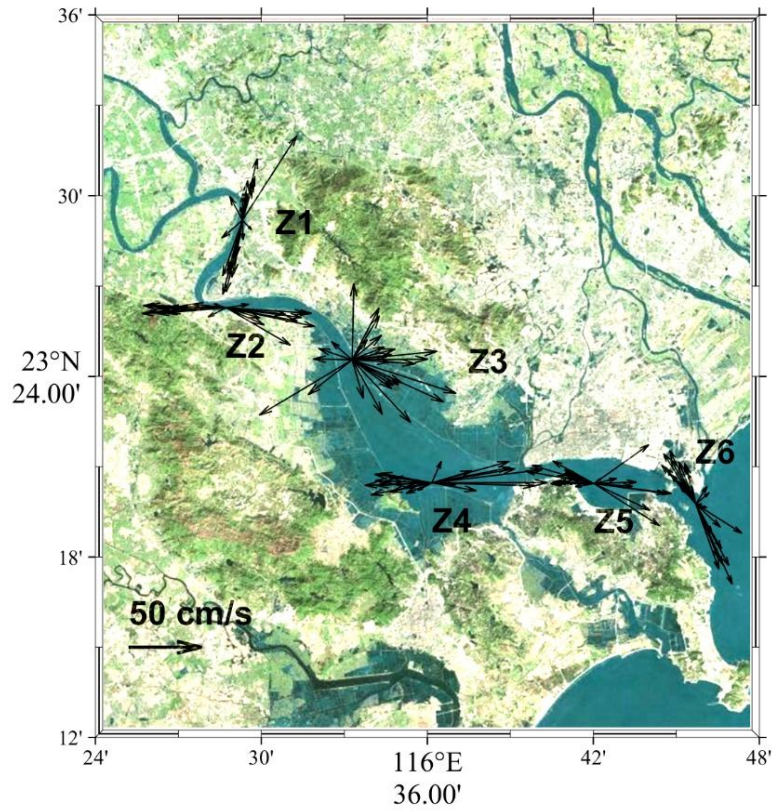 36'
30'
Z1
Z2
23°N
24.00'
Z3
Z6
Z4
Z5
18'
50 cm/s
12'
24'
30'
116°E
36.00'
42'
48'